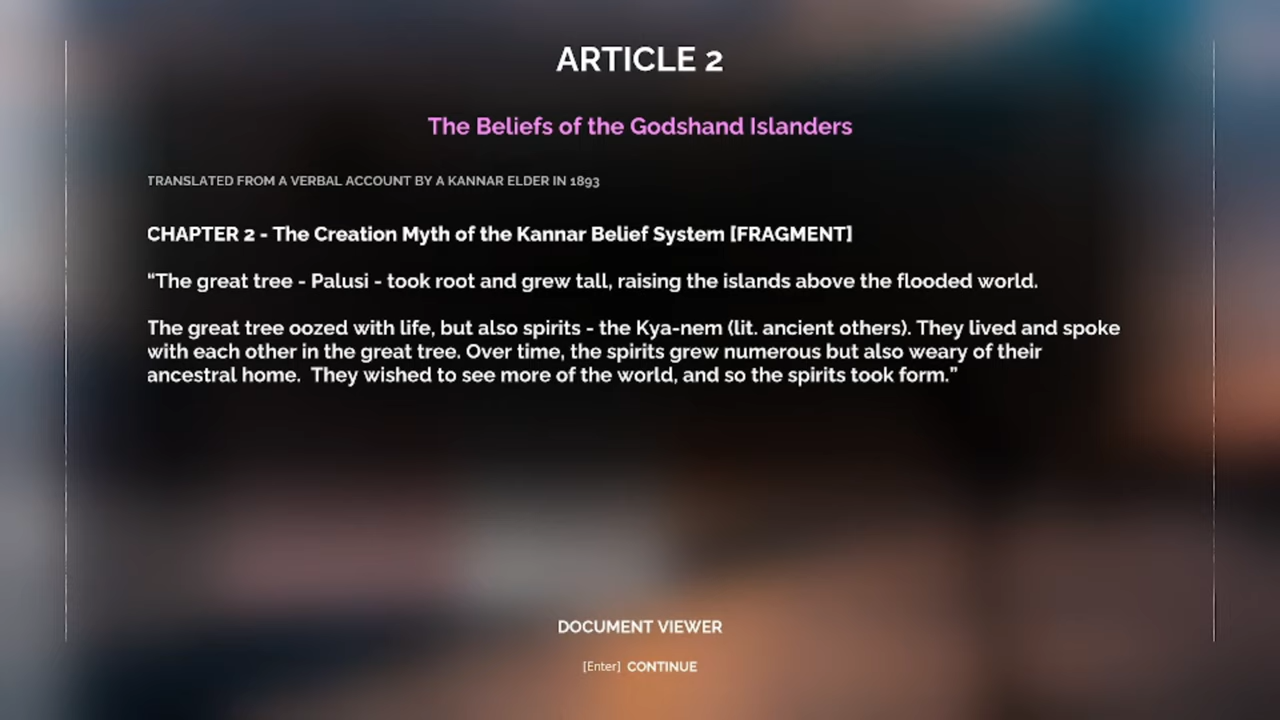 ARTICLE 2
The Beliefs of the Godshand Islanders
TRANSLATED FROM A VERBAL ACCOUNT BY A KANNAR ELDER IN 1893
CHAPTER 2 - The Creation Myth of the Kannar Belief System [FRAGMENT]
“The great tree - Palusi - took root and grew tall, raising the islands above the flooded world.
The great tree oozed with life, but also spirits - the Kya-nem (lit. ancient others). They lived and spoke
with each other in the great tree. Over time, the spirits grew numerous but also weary of their
ancestral home.  They wished to see more of the world, and so the spirits took form.”
DOCUMENT VIEWER
[Enter] CONTINUE